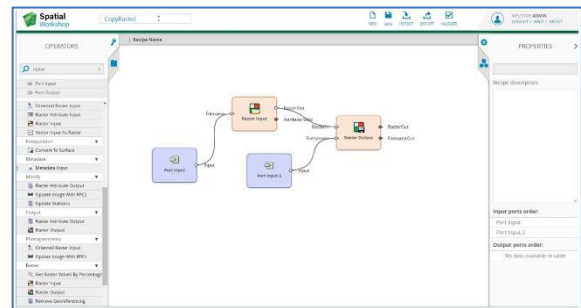 Spatial
Workshop
CopyRaster
NEW
SAVE
IMPORT
EXPORT
VALIDATE
WELCOME ADMIN
LOGOUT / HELP / ABOUT
OPERATORS
Recipe Name
PROPERTIES
raster
Port Input
Port Output
Oriented Raster Input
Raster Attribute Input
Raster Input
Vector Input As Raster
Interpolation
Convert To Surface
Metadata
Metadata Input
Modify
Raster Attribute Output
Update Image With RPCs
Update Statistics
Output
Raster Attribute Output
Raster Output
Photogrammetry
Oriented Raster Input
Update Image With RPCs
Raster
Get Raster Values By Percentage
Raster Input
Raster Output
Remove Georeferencing
Filename
Raster Input
RasterOut
Port Input
Input
Port Input 2
Input
RasterIn
Filename
Raster Output
RasterOut
FilenameOut
Recipe description:
Input ports order:
Port Input
Port Input 2
Output ports order:
No data available in table